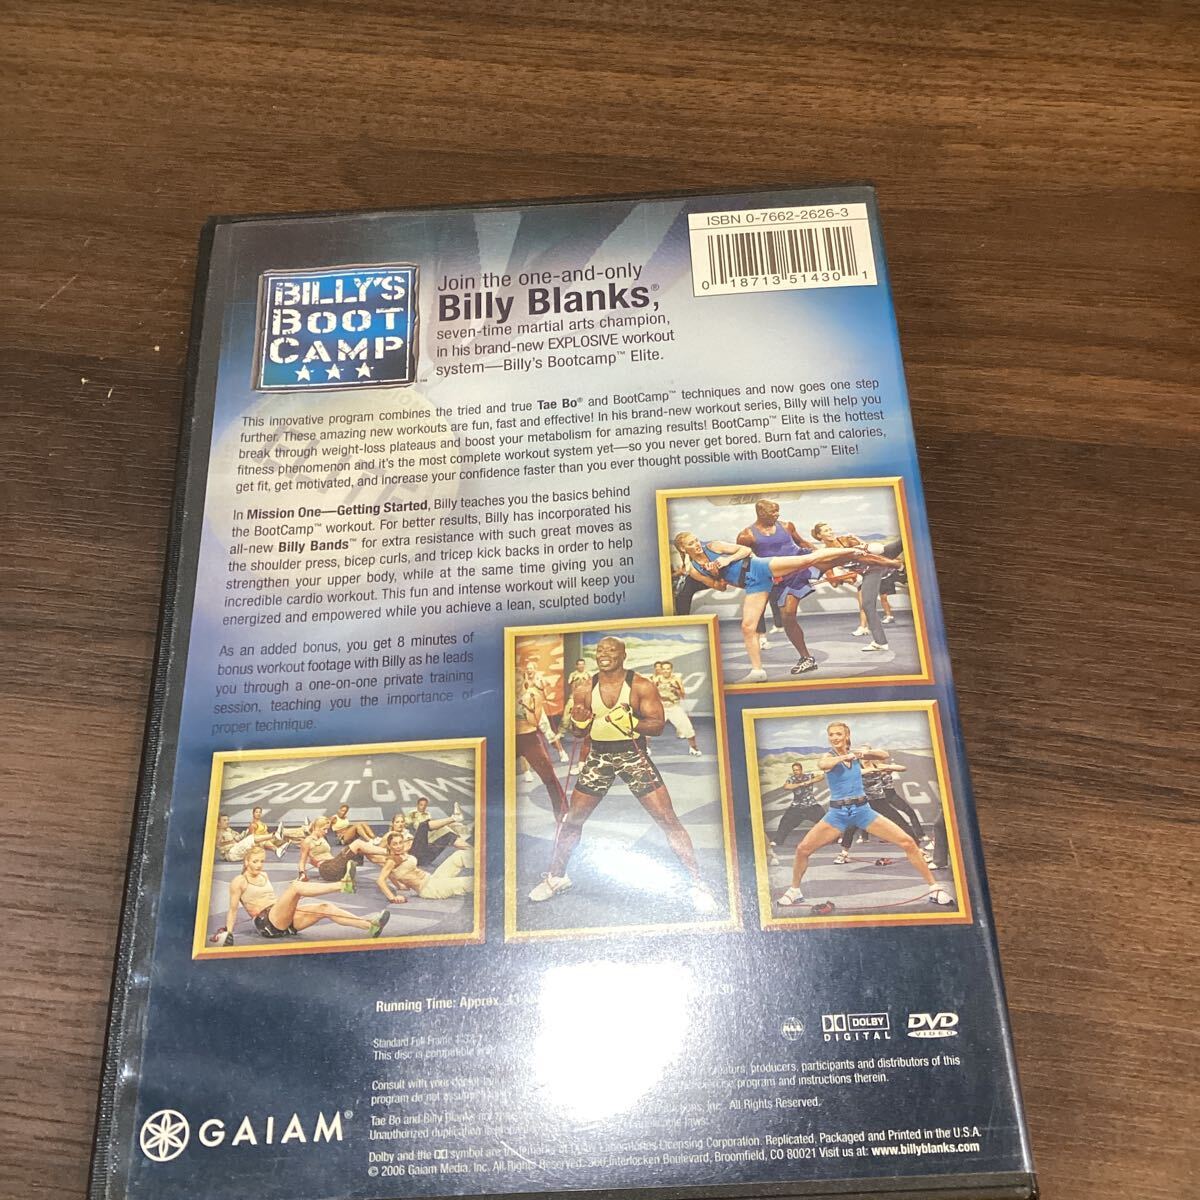 ISBN 0-7662-2626-3
0 18713 51430 1
BILLY'S
BOOT
CAMP
™
Join the one-and-only
Billy Blanks®,
seven-time martial arts champion,
in his brand-new EXPLOSIVE workout
system—Billy's Bootcamp™ Elite.
This innovative program combines the tried and true Tae Bo® and BootCamp™ techniques and now goes one step
further. These amazing new workouts are fun, fast and effective! In his brand-new workout series, Billy will help you
break through weight-loss plateaus and boost your metabolism for amazing results! BootCamp™ Elite is the hottest
fitness phenomenon and it's the most complete workout system yet—so you never get bored. Burn fat and calories,
get fit, get motivated, and increase your confidence faster than you ever thought possible with BootCamp™ Elite!
ELITE
In Mission One—Getting Started, Billy teaches you the basics behind
the BootCamp™ workout. For better results, Billy has incorporated his
all-new Billy Bands™ for extra resistance with such great moves as
the shoulder press, bicep curls, and tricep kick backs in order to help
strengthen your upper body, while at the same time giving you an
incredible cardio workout. This fun and intense workout will keep you
energized and empowered while you achieve a lean, sculpted body!
As an added bonus, you get 8 minutes of
bonus workout footage with Billy as he leads
you through a one-on-one private training
session, teaching you the importance of
proper technique.
BOOT CAMP
Running Time: Approx.
ALL
DOLBY
DIGITAL
DVD
VIDEO
Standard Full Frame
This disc is compatible
producers, participants and distributors of this
Consult with your doctor
program and instructions therein.
program do not
Inc. All Rights Reserved.
Tae Bo and Billy Blanks
Unauthorized duplication
laws.
GAIAM®
Dolby and the symbol are trademarks of Dolby Laboratories Licensing Corporation. Replicated, Packaged and Printed in the U.S.A.
© 2006 Gaiam Media, Inc. All Rights Reserved. 360 Interlocken Boulevard, Broomfield, CO 80021 Visit us at: www.billyblanks.com